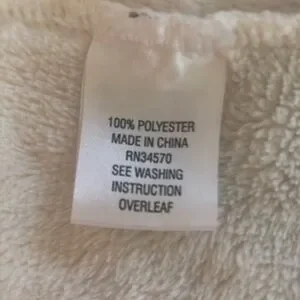 100% POLYESTER
MADE IN CHINA
RN34570
SEE WASHING
INSTRUCTION
OVERLEAF